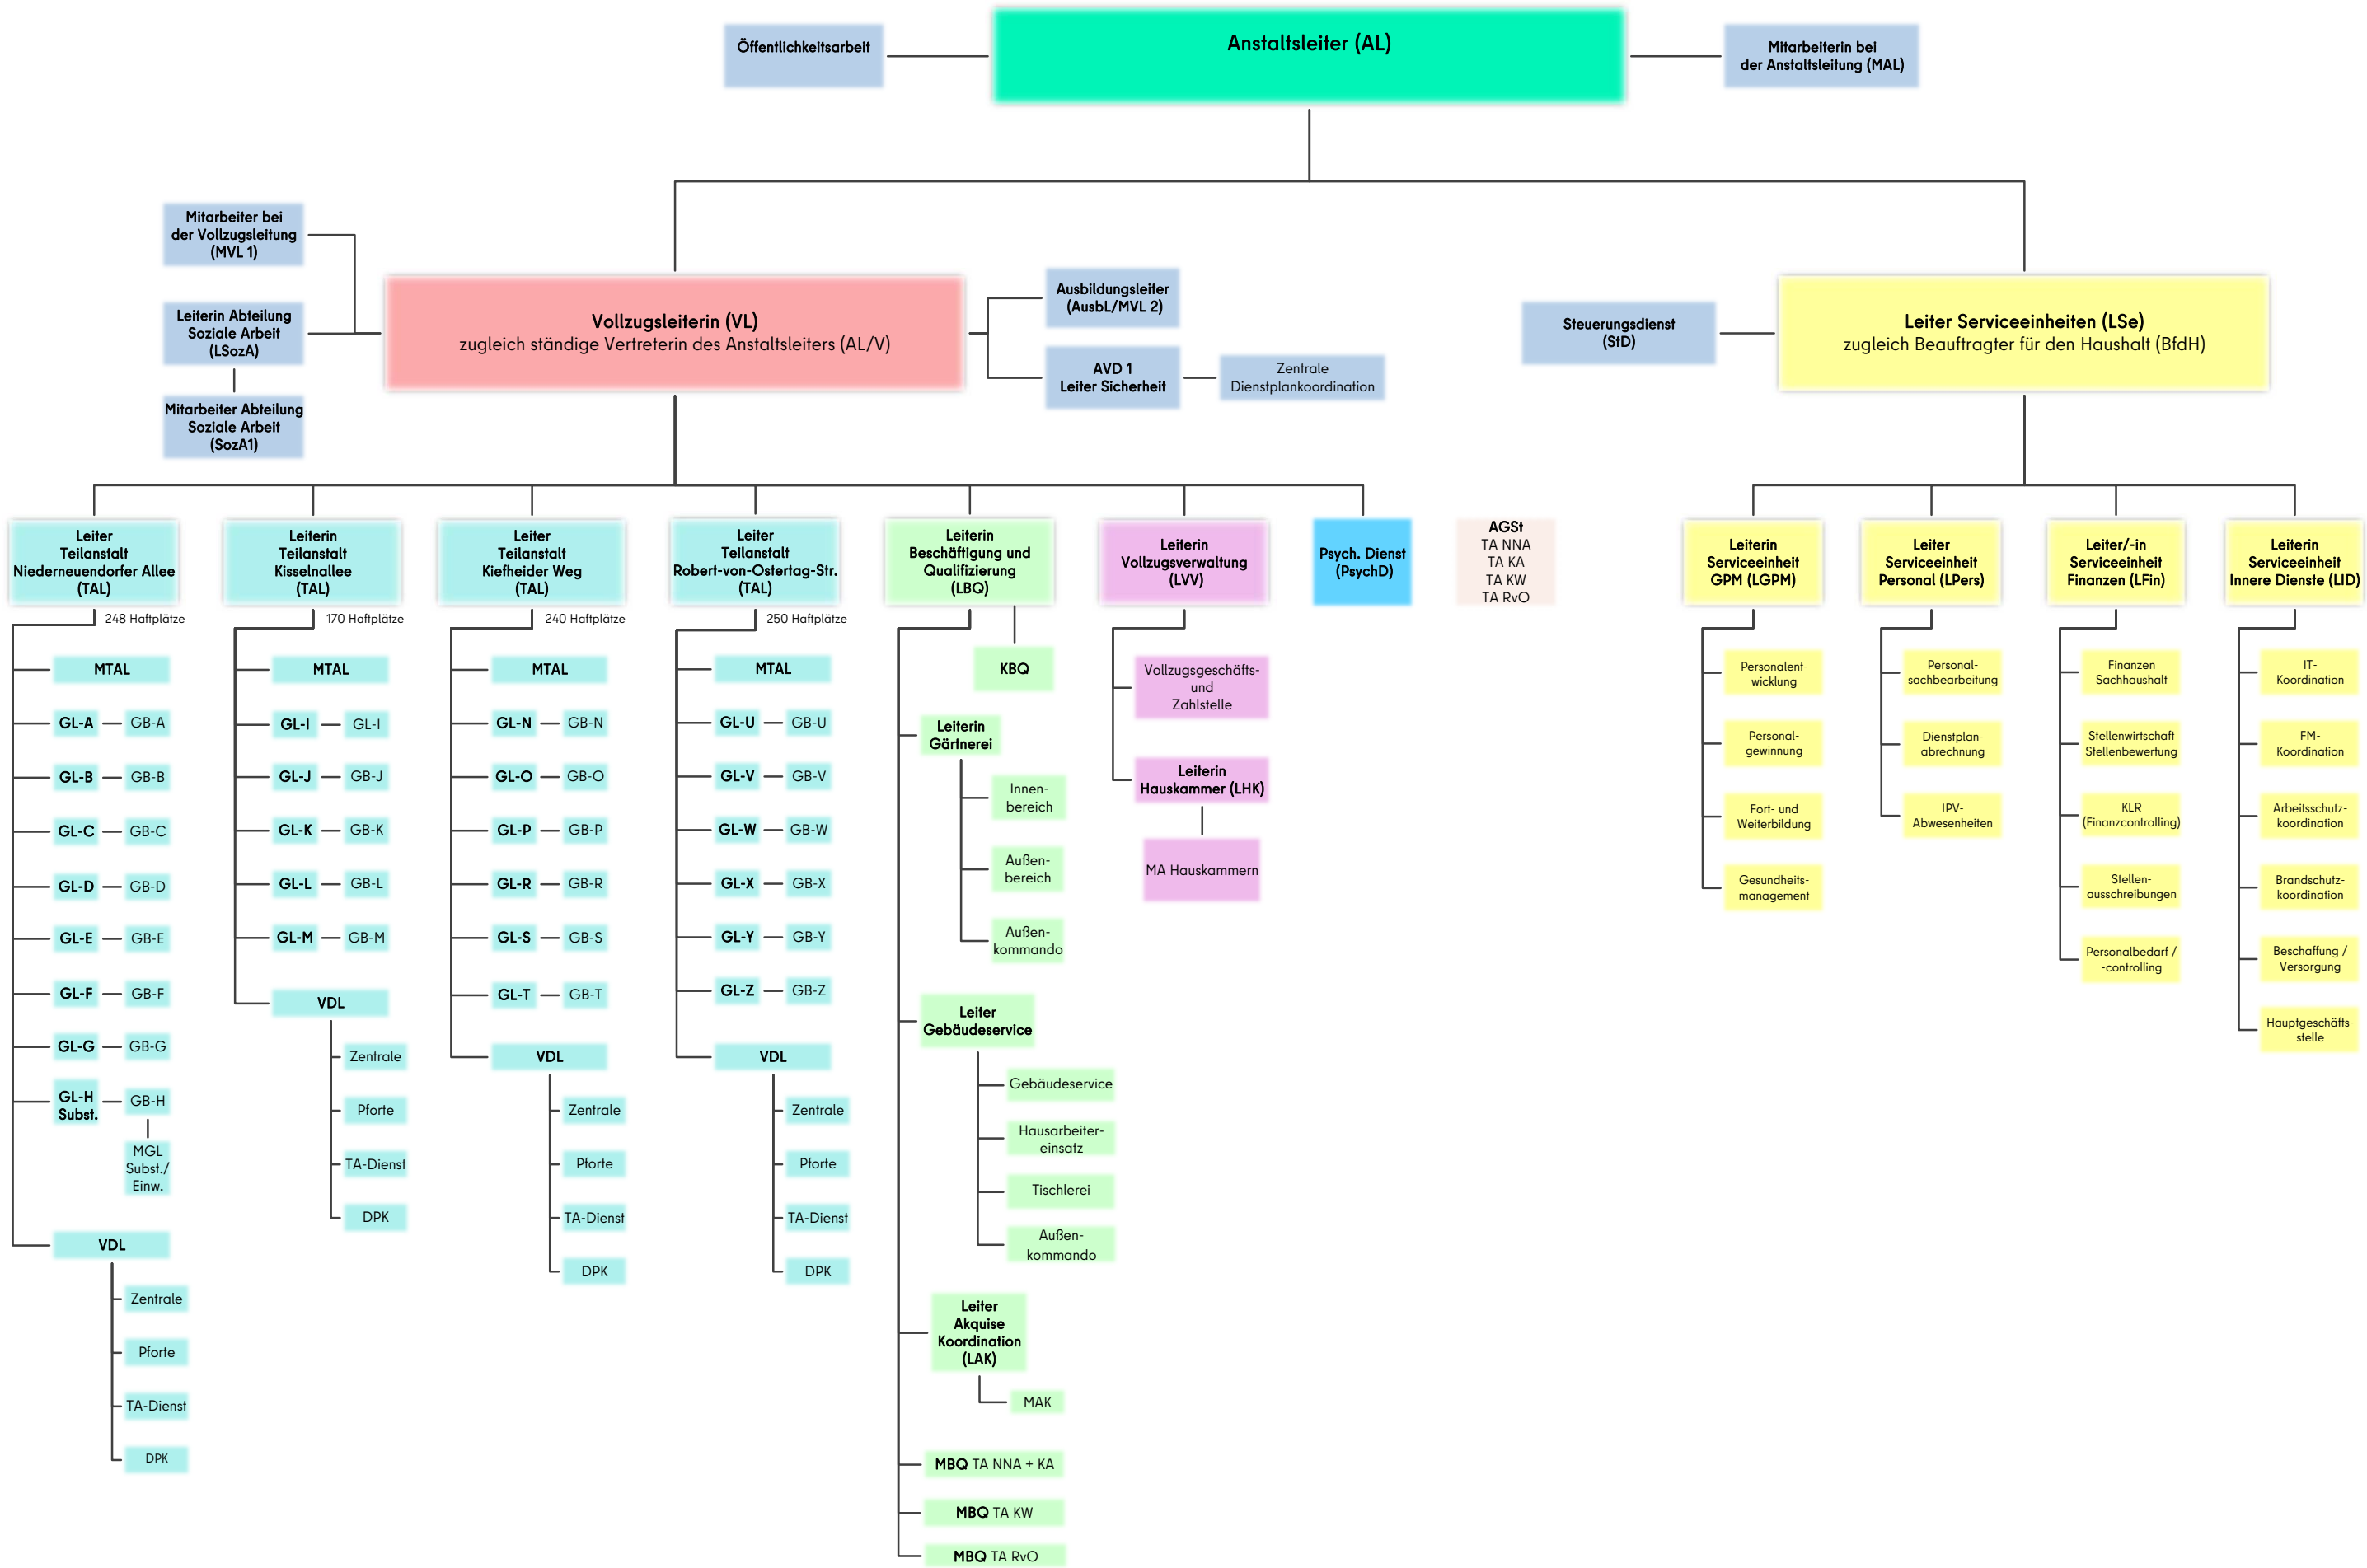 Öffentlichkeitsarbeit
Anstaltsleiter (AL)
Mitarbeiterin bei
der Anstaltsleitung (MAL)
Mitarbeiter bei
der Vollzugsleitung
(MVL 1)
Leiterin Abteilung
Soziale Arbeit
(LSozA)
Mitarbeiter Abteilung
Soziale Arbeit
(SozA1)
Vollzugsleiterin (VL)
zugleich ständige Vertreterin des Anstaltsleiters (AL/V)
Ausbildungsleiter
(AusbL/MVL 2)
AVD 1
Leiter Sicherheit
Zentrale
Dienstplankoordination
Steuerungsdienst
(StD)
Leiter Serviceeinheiten (LSe)
zugleich Beauftragter für den Haushalt (BfdH)
Leiter
Teilanstalt
Niederneuendorfer Allee
(TAL)
248 Haftplätze
MTAL
GL-A
GB-A
GL-B
GB-B
GL-C
GB-C
GL-D
GB-D
GL-E
GB-E
GL-F
GB-F
GL-G
GB-G
GL-H
Subst.
GB-H
MGL
Subst./
Einw.
VDL
Zentrale
Pforte
TA-Dienst
DPK
Leiterin
Teilanstalt
Kisselnallee
(TAL)
170 Haftplätze
MTAL
GL-I
GL-I
GL-J
GB-J
GL-K
GB-K
GL-L
GB-L
GL-M
GB-M
VDL
Zentrale
Pforte
TA-Dienst
DPK
Leiter
Teilanstalt
Kiefheider Weg
(TAL)
240 Haftplätze
MTAL
GL-N
GB-N
GL-O
GB-O
GL-P
GB-P
GL-R
GB-R
GL-S
GB-S
GL-T
GB-T
VDL
Zentrale
Pforte
TA-Dienst
DPK
Leiter
Teilanstalt
Robert-von-Ostertag-Str.
(TAL)
250 Haftplätze
MTAL
GL-U
GB-U
GL-V
GB-V
GL-W
GB-W
GL-X
GB-X
GL-Y
GB-Y
GL-Z
GB-Z
VDL
Zentrale
Pforte
TA-Dienst
DPK
Leiterin
Beschäftigung und
Qualifizierung
(LBQ)
KBQ
Leiterin
Gärtnerei
Innen-
bereich
Außen-
bereich
Außen-
kommando
Leiter
Gebäudeservice
Gebäudeservice
Hausarbeiter-
einsatz
Tischlerei
Außen-
kommando
Leiter
Akquise
Koordination
(LAK)
MAK
MBQ TA NNA + KA
MBQ TA KW
MBQ TA RvO
Leiterin
Vollzugsverwaltung
(LVV)
Vollzugsgeschäfts-
und
Zahlstelle
Leiterin
Hauskammer (LHK)
MA Hauskammern
Psych. Dienst
(PsychD)
AGSt
TA NNA
TA KA
TA KW
TA RvO
Leiterin
Serviceeinheit
GPM (LGPM)
Personalent-
wicklung
Personal-
gewinnung
Fort- und
Weiterbildung
Gesundheits-
management
Leiter
Serviceeinheit
Personal (LPers)
Personal-
sachbearbeitung
Dienstplan-
abrechnung
IPV-
Abwesenheiten
Leiter/-in
Serviceeinheit
Finanzen (LFin)
Finanzen
Sachhaushalt
Stellenwirtschaft
Stellenbewertung
KLR
(Finanzcontrolling)
Stellen-
ausschreibungen
Personalbedarf /
-controlling
Leiterin
Serviceeinheit
Innere Dienste (LID)
IT-
Koordination
FM-
Koordination
Arbeitsschutz-
koordination
Brandschutz-
koordination
Beschaffung /
Versorgung
Hauptgeschäfts-
stelle